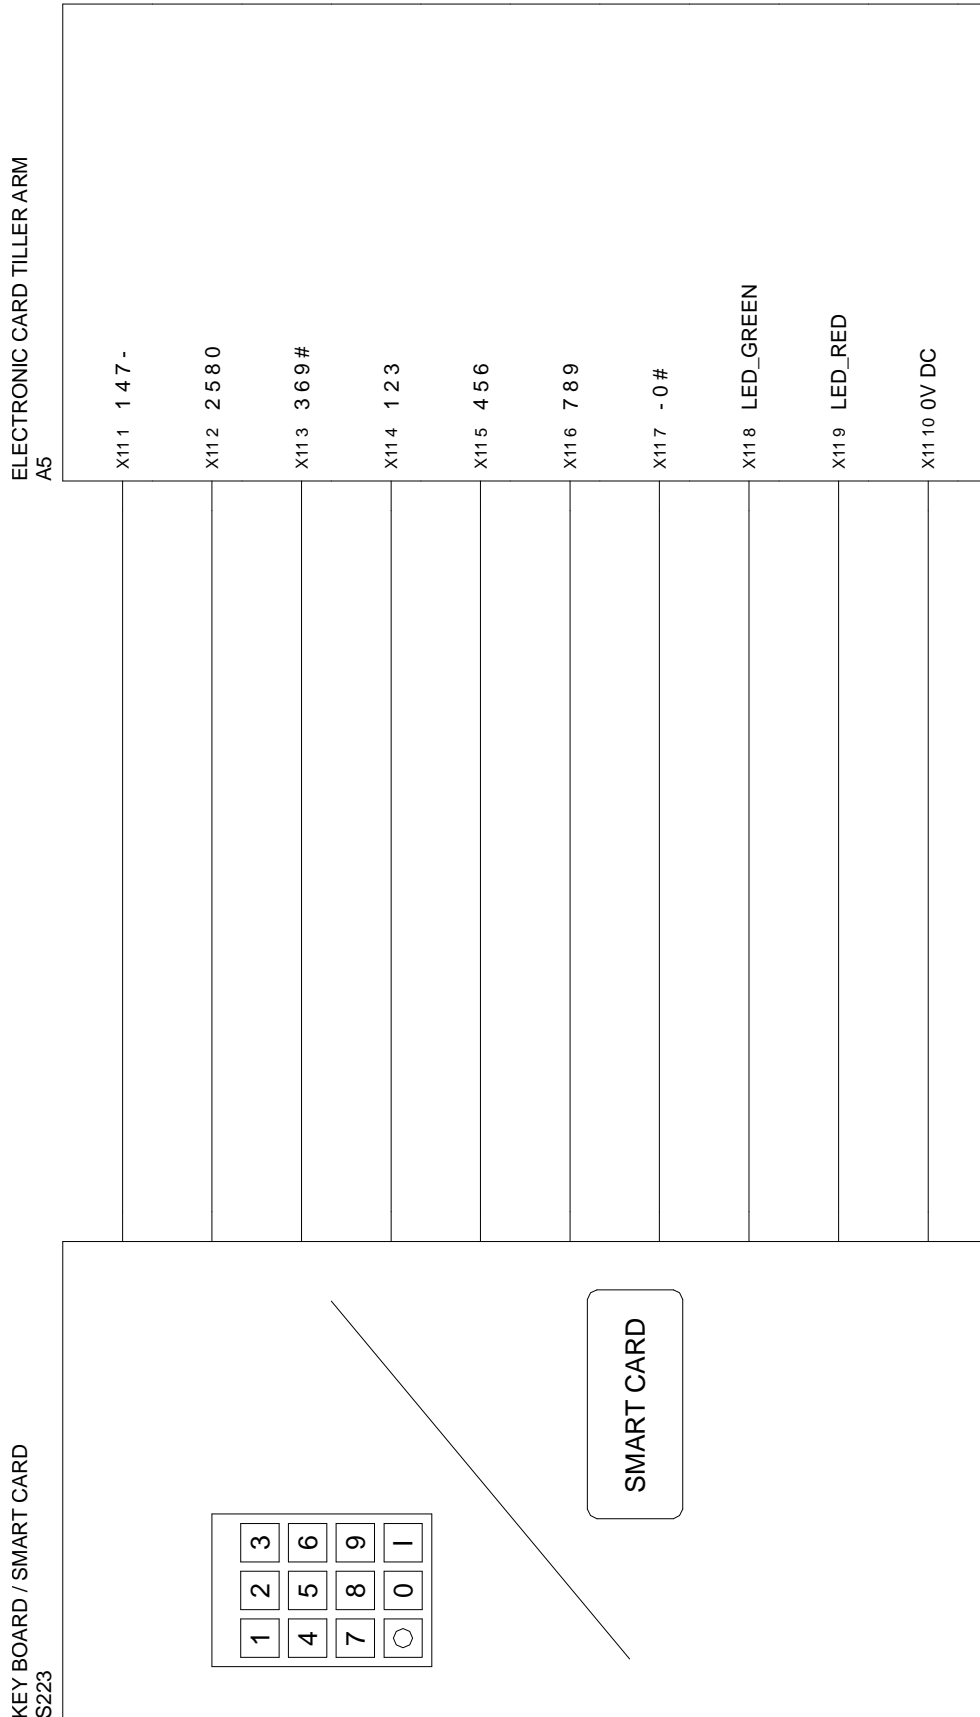 ELECTRONIC CARD TILLER ARM
A5
X11 1 1 4 7 -
X11 2 2 5 8 0
X11 3 3 6 9 #
X11 4 1 2 3
X11 5 4 5 6
X11 6 7 8 9
X11 7 - 0 #
X11 8 LED_GREEN
X11 9 LED_RED
X11 10 0V DC
KEY BOARD / SMART CARD
S223
1 2 3
4 5 6
7 8 9
O 0 I
SMART CARD